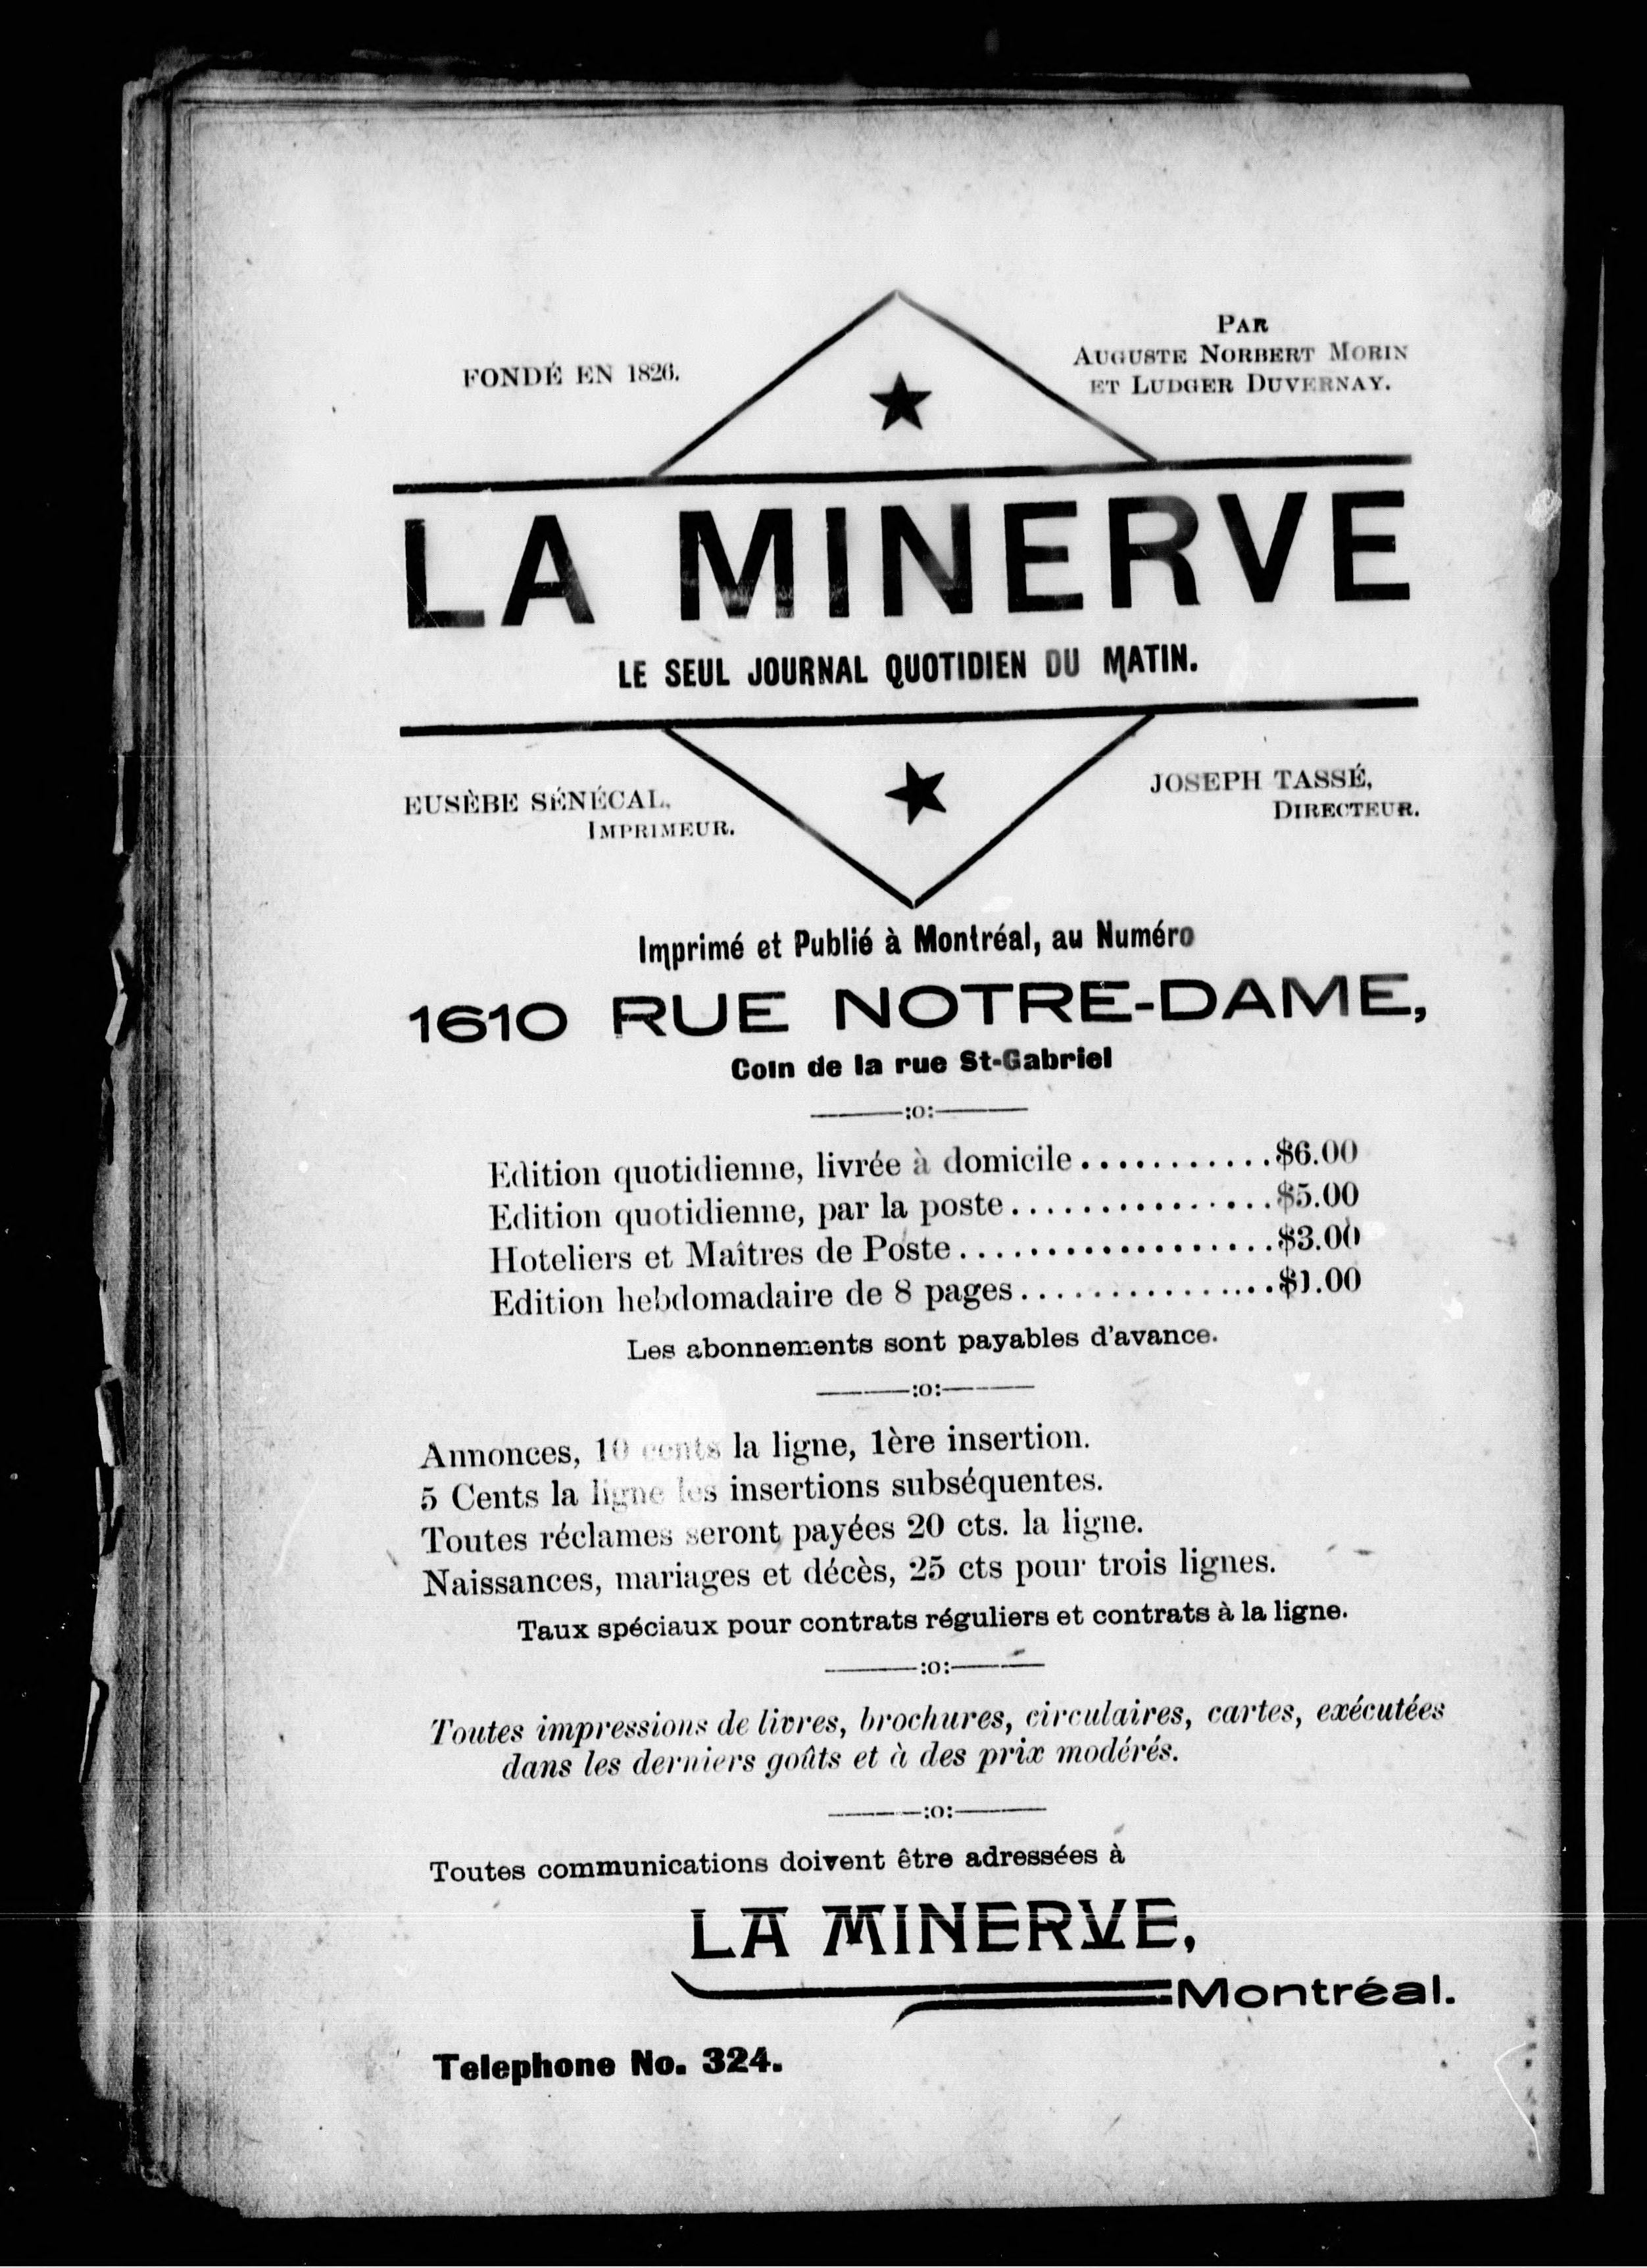 FONDÉ EN 1826.
PAR
AUGUSTE NORBERT MORIN
ET LUDGER DUVERNAY.
LA MINERVE
LE SEUL JOURNAL QUOTIDIEN DU MATIN.
EUSÈBE SÉNÉCAL,
IMPRIMEUR.
JOSEPH TASSÉ,
DIRECTEUR.
Imprimé et Publié à Montréal, au Numéro
1610 RUE NOTRE-DAME,
Coin de la rue St-Gabriel
———:o:———
Edition quotidienne, livrée à domicile...........$6.00
Edition quotidienne, par la poste...............$5.00
Hoteliers et Maîtres de Poste..................$3.00
Edition hebdomadaire de 8 pages...............$1.00
Les abonnements sont payables d'avance.
———:o:———
Annonces, 10 cents la ligne, 1ère insertion.
5 Cents la ligne les insertions subséquentes.
Toutes réclames seront payées 20 cts. la ligne.
Naissances, mariages et décès, 25 cts pour trois lignes.
Taux spéciaux pour contrats réguliers et contrats à la ligne.
———:o:———
Toutes impressions de livres, brochures, circulaires, cartes, exécutées
dans les derniers goûts et à des prix modérés.
———:o:———
Toutes communications doivent être adressées à
LA MINERVE,
Montréal.
Telephone No. 324.